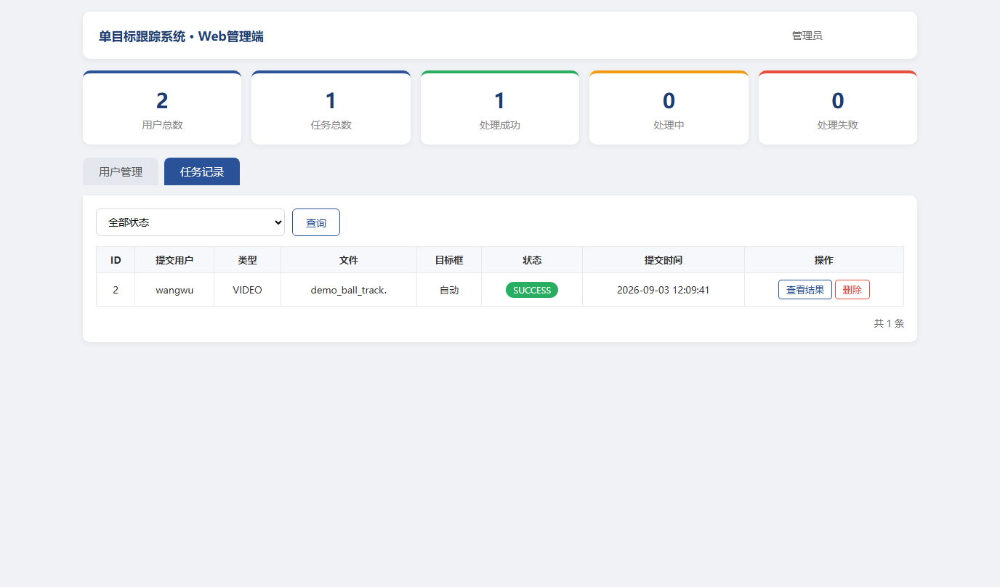 单目标跟踪系统 • Web管理端
管理员
2
用户总数
1
任务总数
1
处理成功
0
处理中
0
处理失败
用户管理 任务记录
全部状态 查询
ID 提交用户 类型 文件 目标框 状态 提交时间 操作
2 wangwu VIDEO demo_ball_track. 自动 SUCCESS 2026-09-03 12:09:41 查看结果 删除
共 1 条